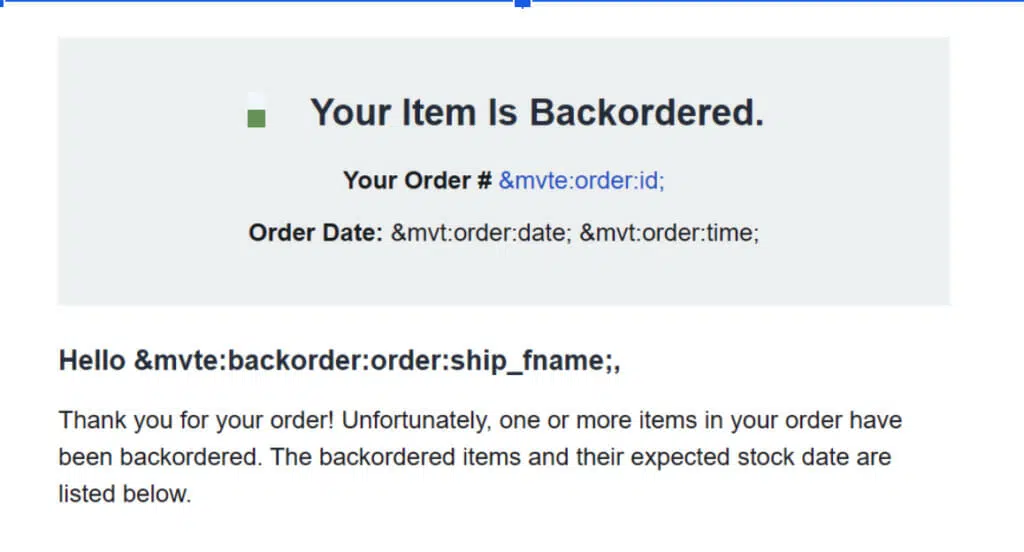 Your Item Is Backordered.
Your Order # &mvte:order:id;
Order Date: &mvt:order:date; &mvt:order:time;
Hello &mvte:backorder:order:ship_fname;,
Thank you for your order! Unfortunately, one or more items in your order have
been backordered. The backordered items and their expected stock date are
listed below.